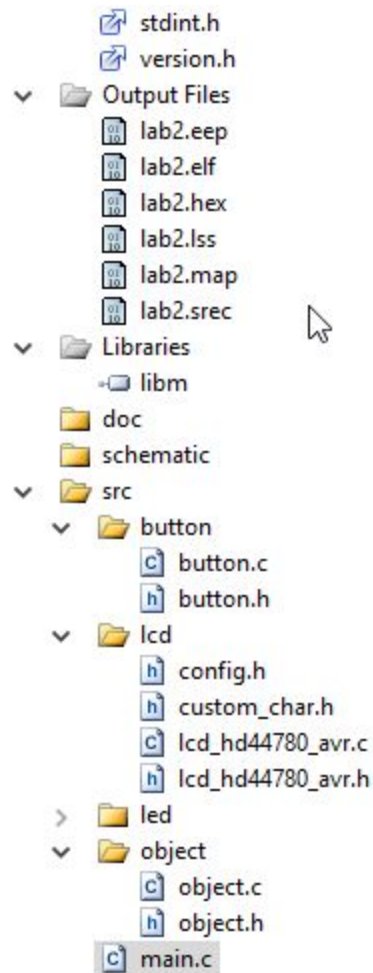 stdint.h
version.h
Output Files
lab2.eep
lab2.elf
lab2.hex
lab2.lss
lab2.map
lab2.srec
Libraries
libm
doc
schematic
src
button
button.c
button.h
lcd
config.h
custom_char.h
lcd_hd44780_avr.c
lcd_hd44780_avr.h
led
object
object.c
object.h
main.c